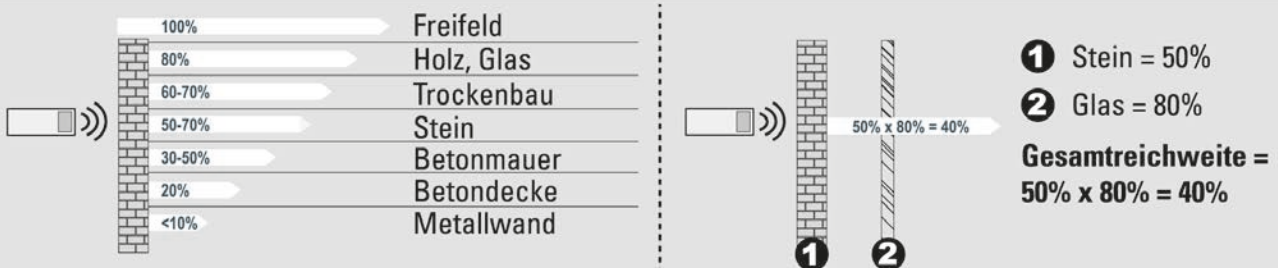 100% Freifeld
80% Holz, Glas
60-70% Trockenbau
50-70% Stein
30-50% Betonmauer
20% Betondecke
<10% Metallwand
50% x 80% = 40%
1 2
1 Stein = 50%
2 Glas = 80%
Gesamtreichweite =
50% x 80% = 40%